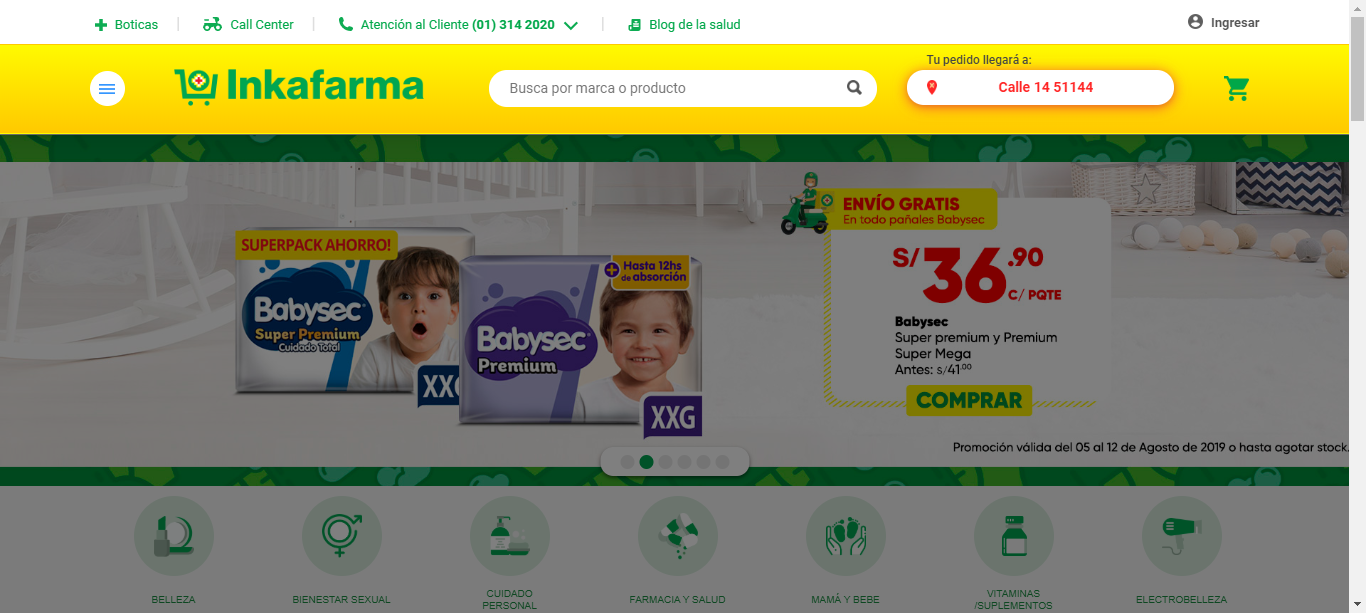 Boticas
Call Center
Atención al Cliente (01) 314 2020
Blog de la salud
Ingresar
Inkafarma
Busca por marca o producto
Tu pedido llegará a:
Calle 14 51144
SUPERPACK AHORRO!
Babysec
Super Premium
Cuidado Total
XXG
+ Hasta 12hs
de absorción
Babysec
Premium
XXG
ENVÍO GRATIS
En todo pañales Babysec
S/36.90
C/ PQTE
Babysec
Super premium y Premium
Super Mega
Antes: s/41.00
COMPRAR
Promoción válida del 05 al 12 de Agosto de 2019 o hasta agotar stock.
BELLEZA
BIENESTAR SEXUAL
CUIDADO
PERSONAL
FARMACIA Y SALUD
MAMÁ Y BEBE
VITAMINAS
/SUPLEMENTOS
ELECTROBELLEZA